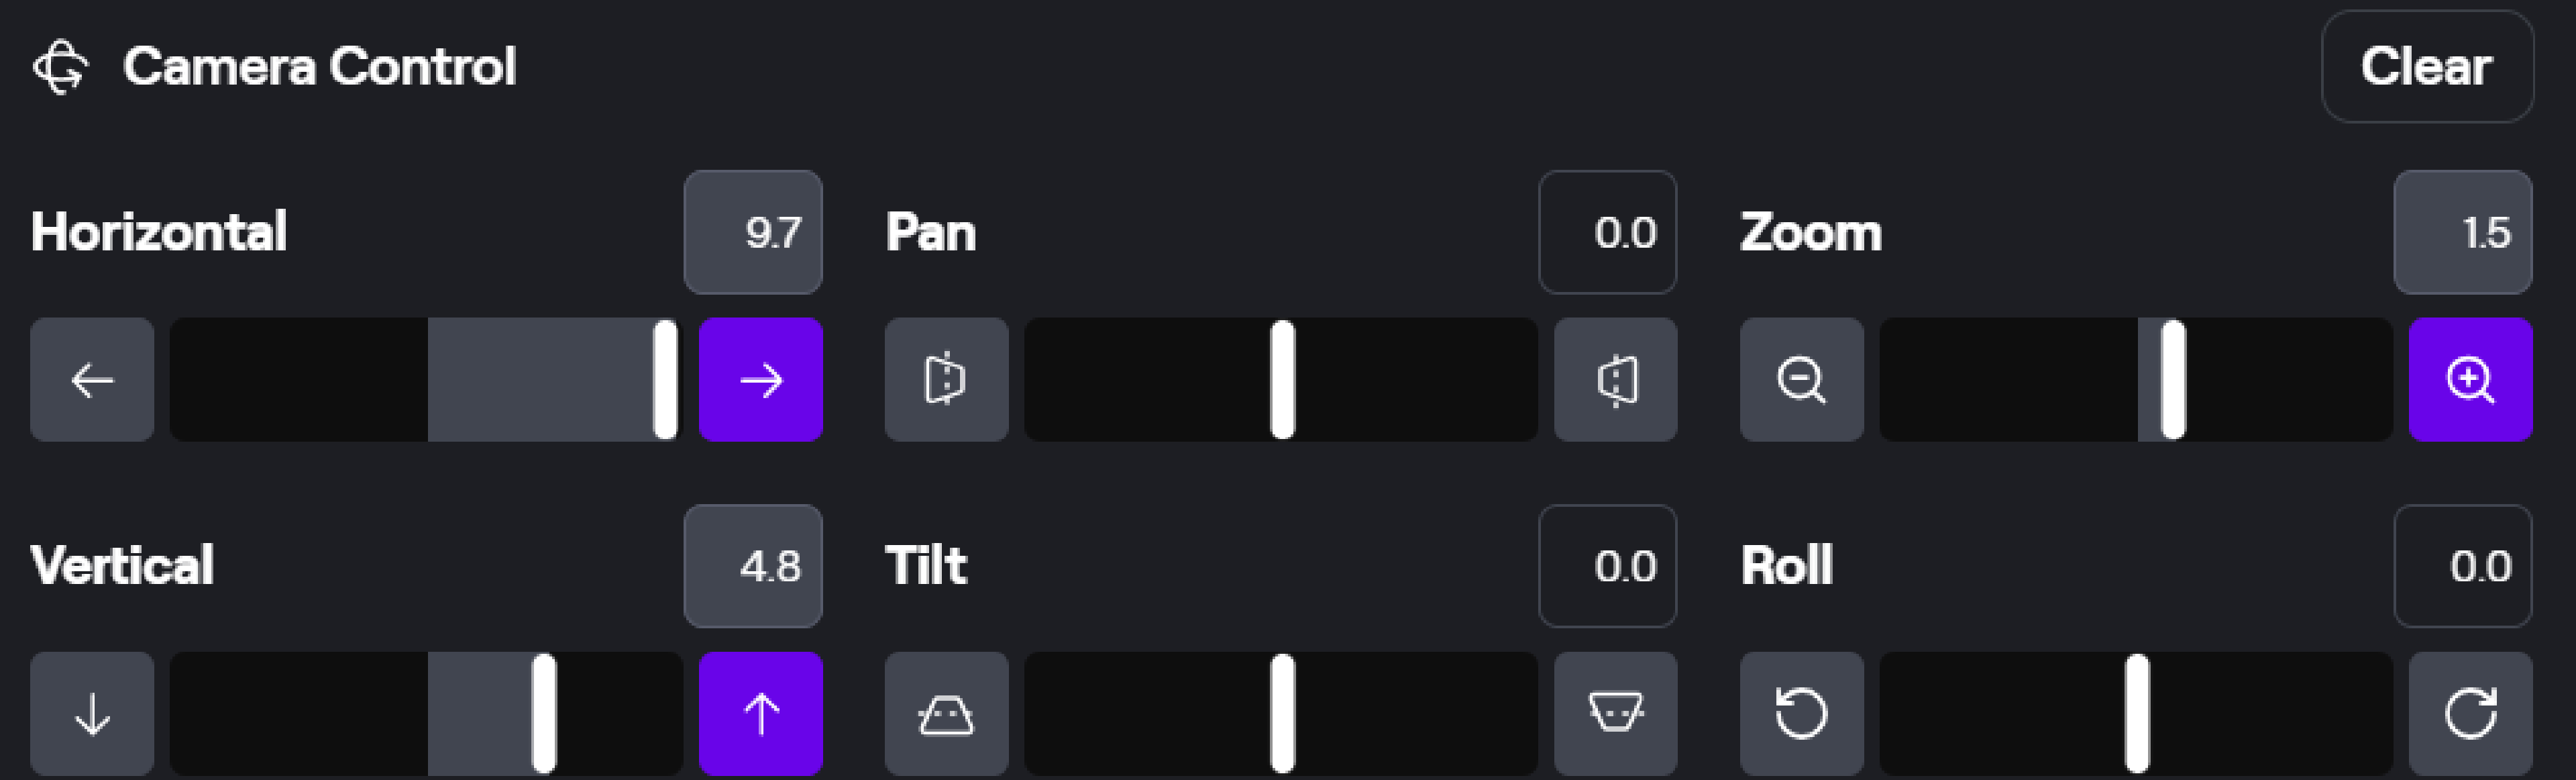 Camera Control
Clear
Horizontal
9.7
Pan
0.0
Zoom
1.5
Vertical
4.8
Tilt
0.0
Roll
0.0